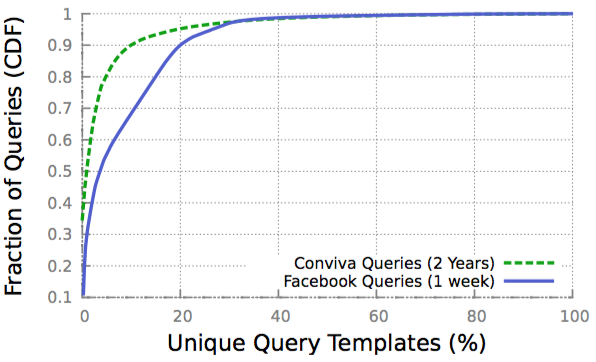 Fraction of Queries (CDF)
1
0.9
0.8
0.7
0.6
0.5
0.4
0.3
0.2
0.1
Conviva Queries (2 Years)
Facebook Queries (1 week)
0 20 40 60 80 100
Unique Query Templates (%)